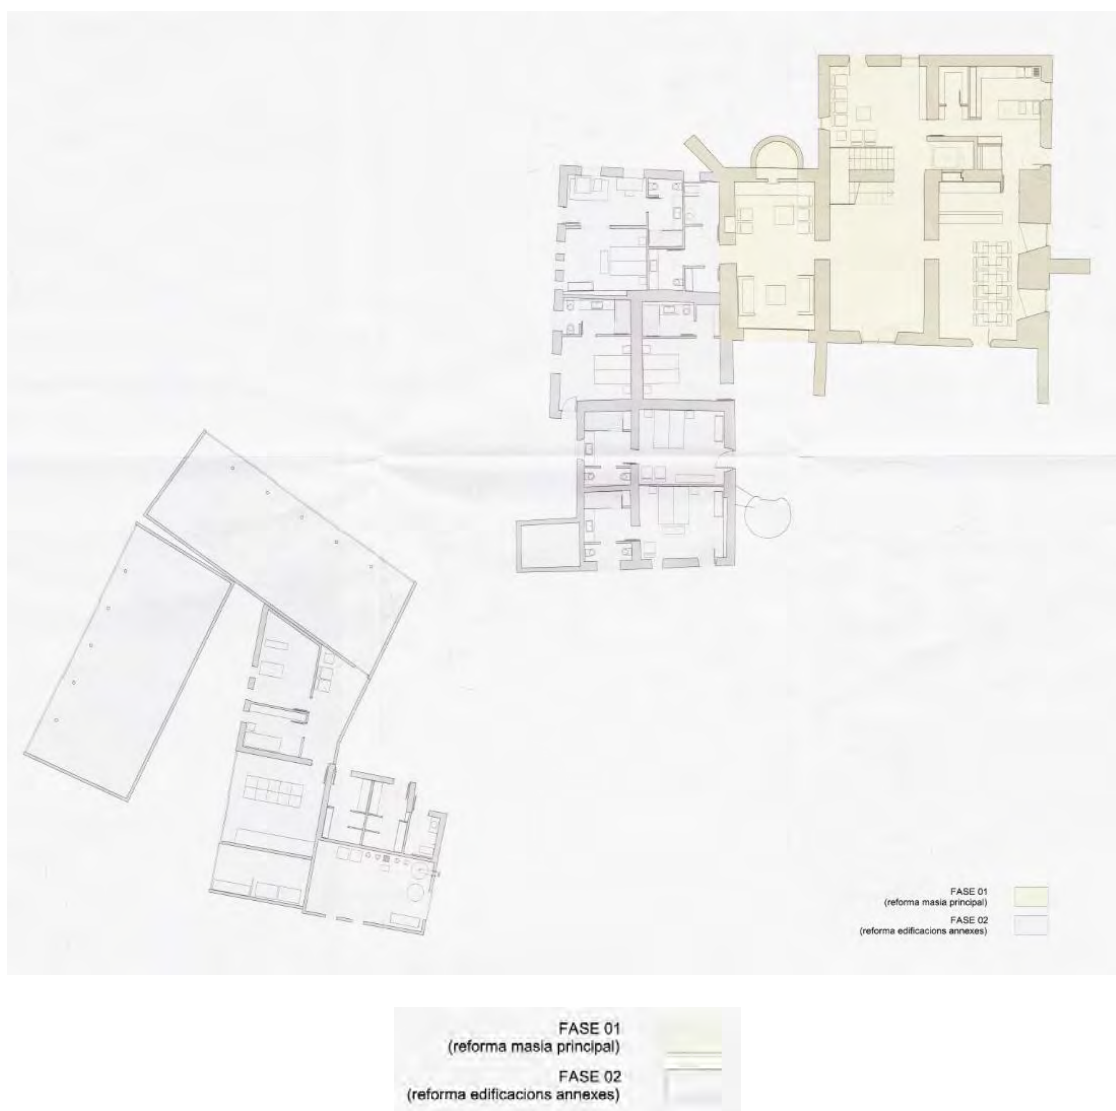 FASE 01
(reforma masia principal)
FASE 02
(reforma edificacions annexes)
FASE 01
(reforma masia principal)
FASE 02
(reforma edificacions annexes)